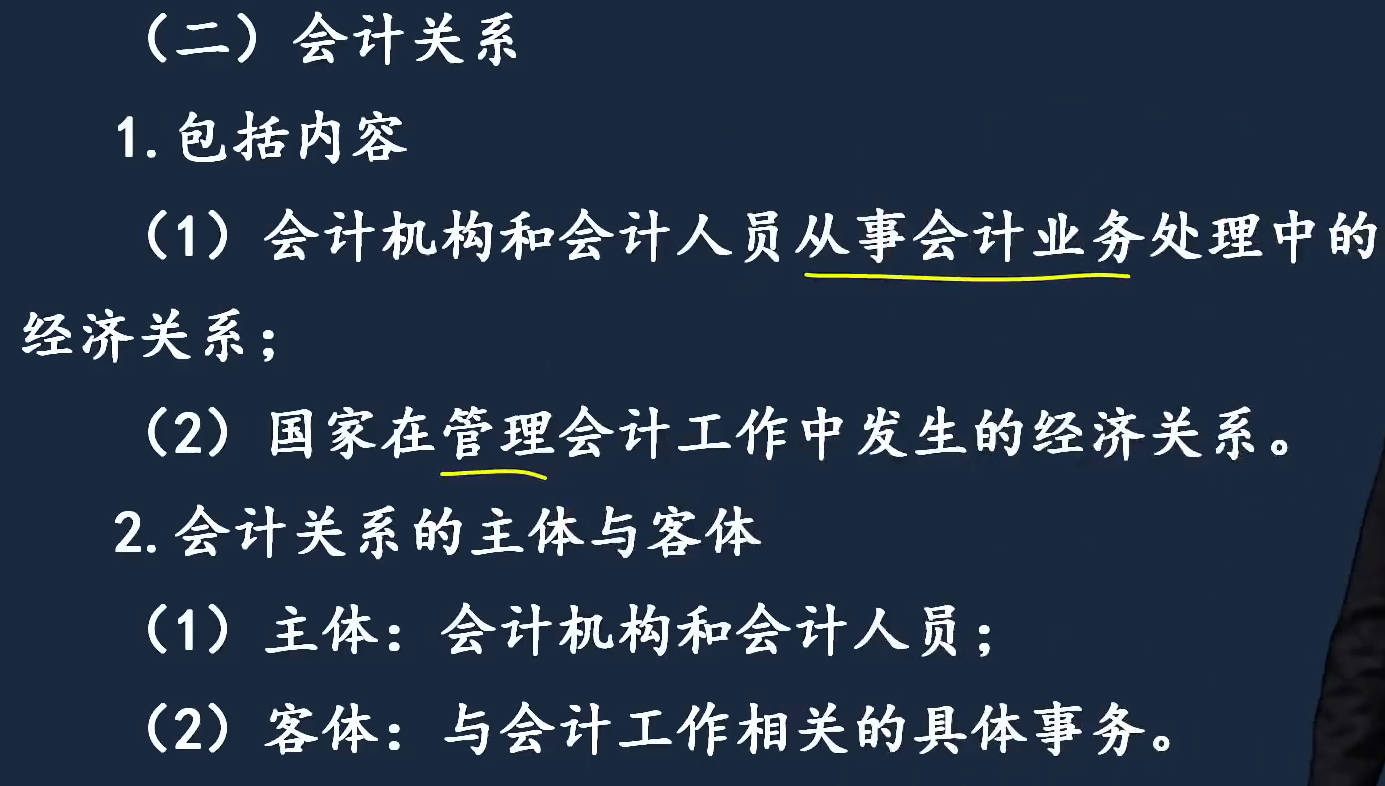 （二）会计关系
1.包括内容
（1）会计机构和会计人员从事会计业务处理中的
经济关系；
（2）国家在管理会计工作中发生的经济关系。
2.会计关系的主体与客体
（1）主体：会计机构和会计人员；
（2）客体：与会计工作相关的具体事务。